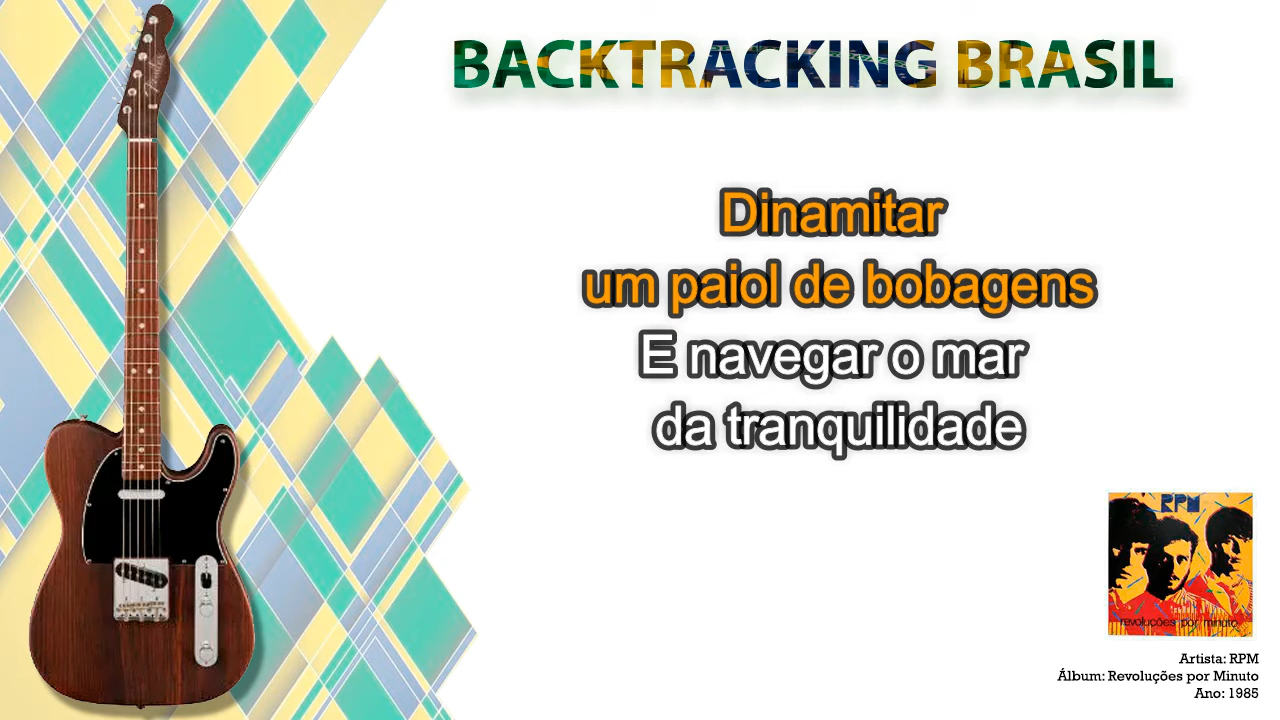 BACKTRACKING BRASIL
Dinamitar
um paiol de bobagens
E navegar o mar
da tranquilidade
RPM
revoluções por minuto
Artista: RPM
Álbum: Revoluções por Minuto
Ano: 1985